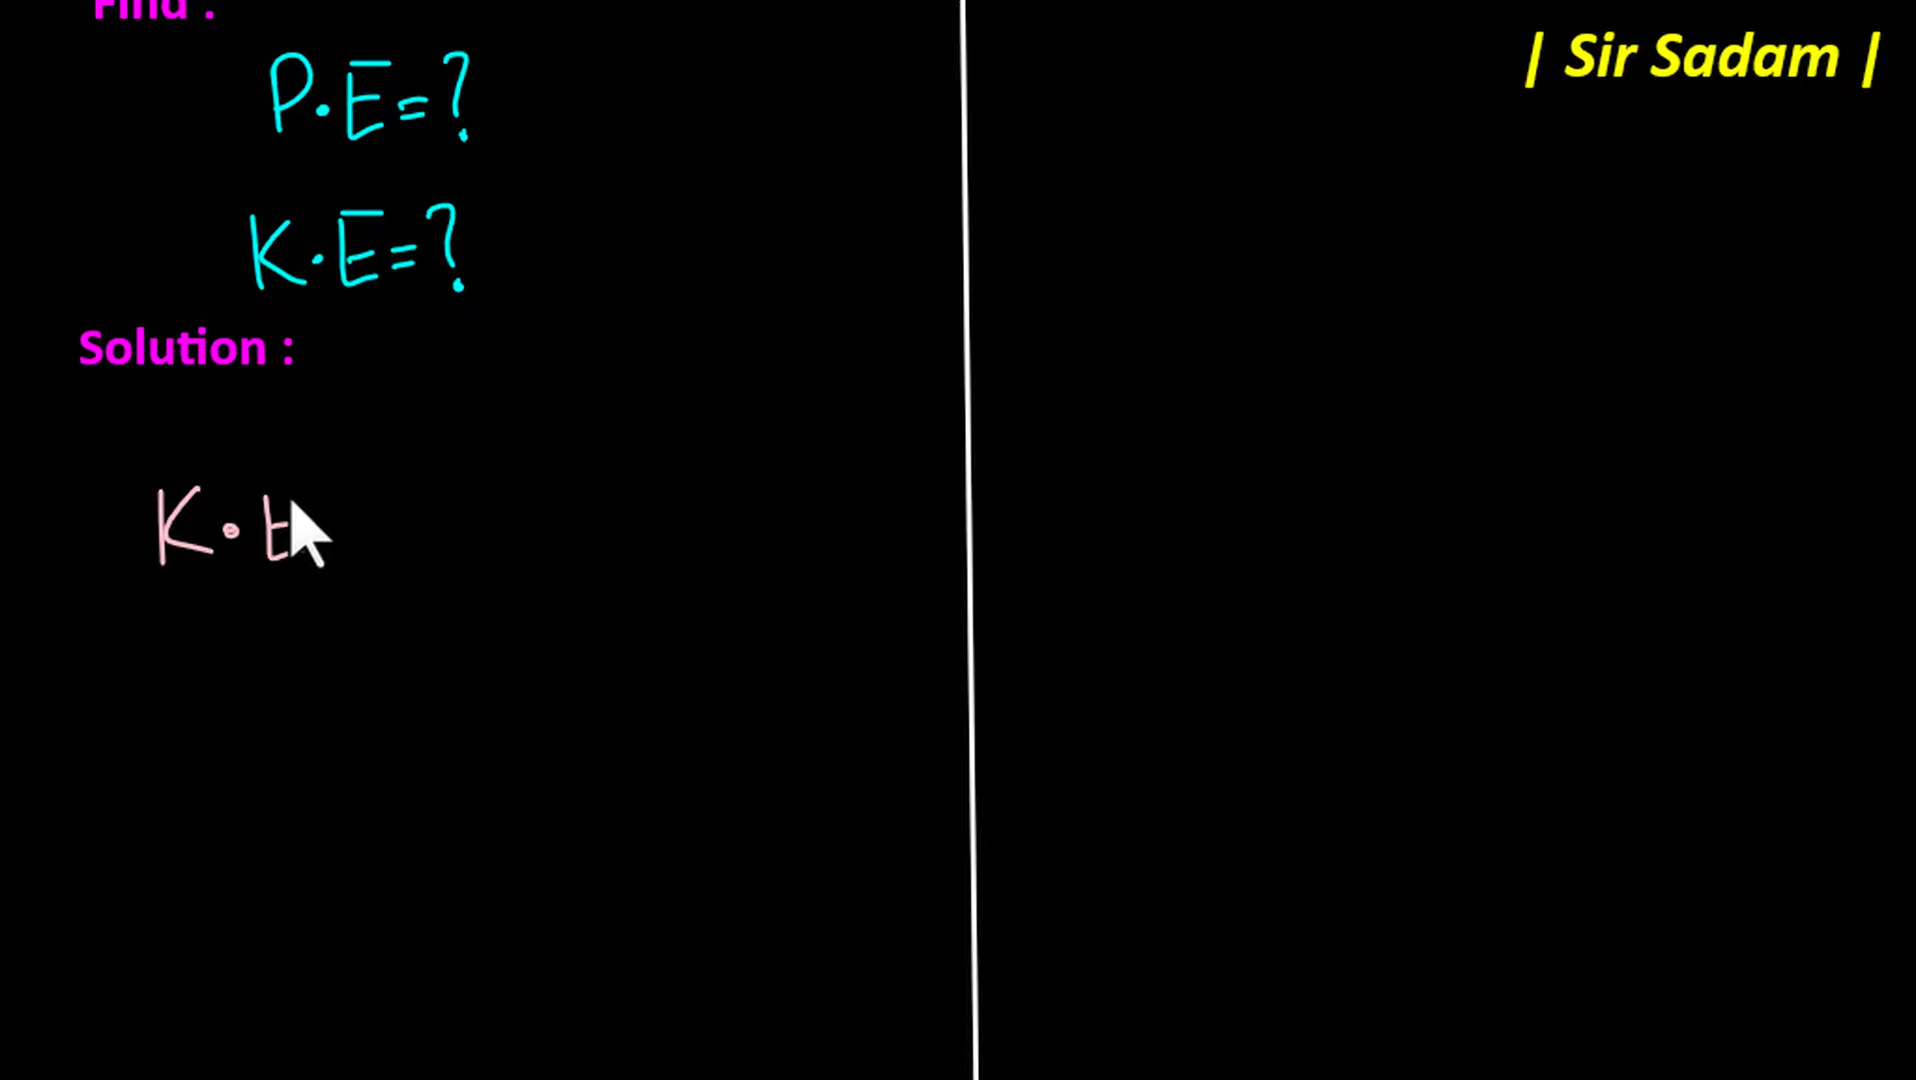 Find :
| Sir Sadam |
P.E=?
K.E=?
Solution :
K.E